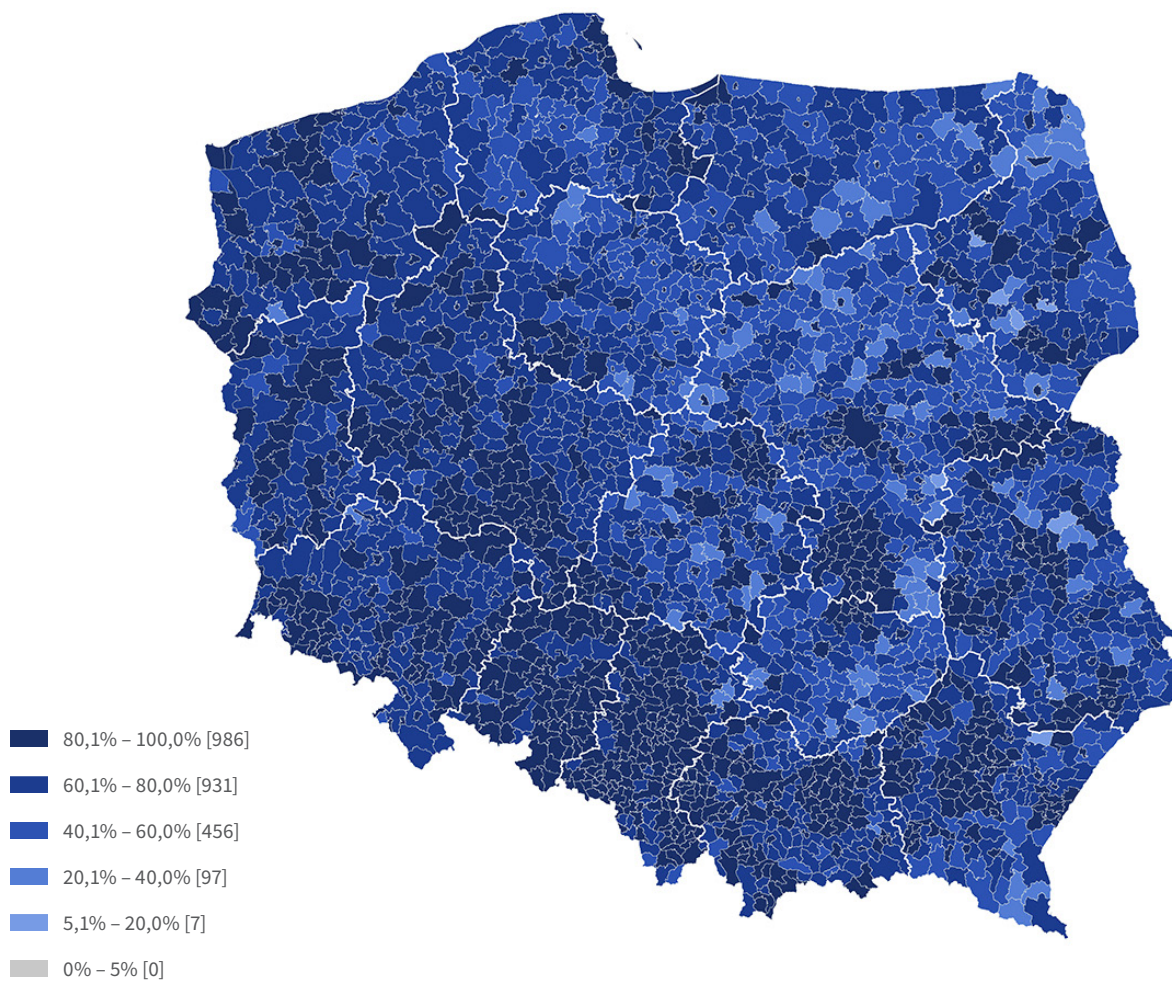 80,1% – 100,0% [986]
60,1% – 80,0% [931]
40,1% – 60,0% [456]
20,1% – 40,0% [97]
5,1% – 20,0% [7]
0% – 5% [0]